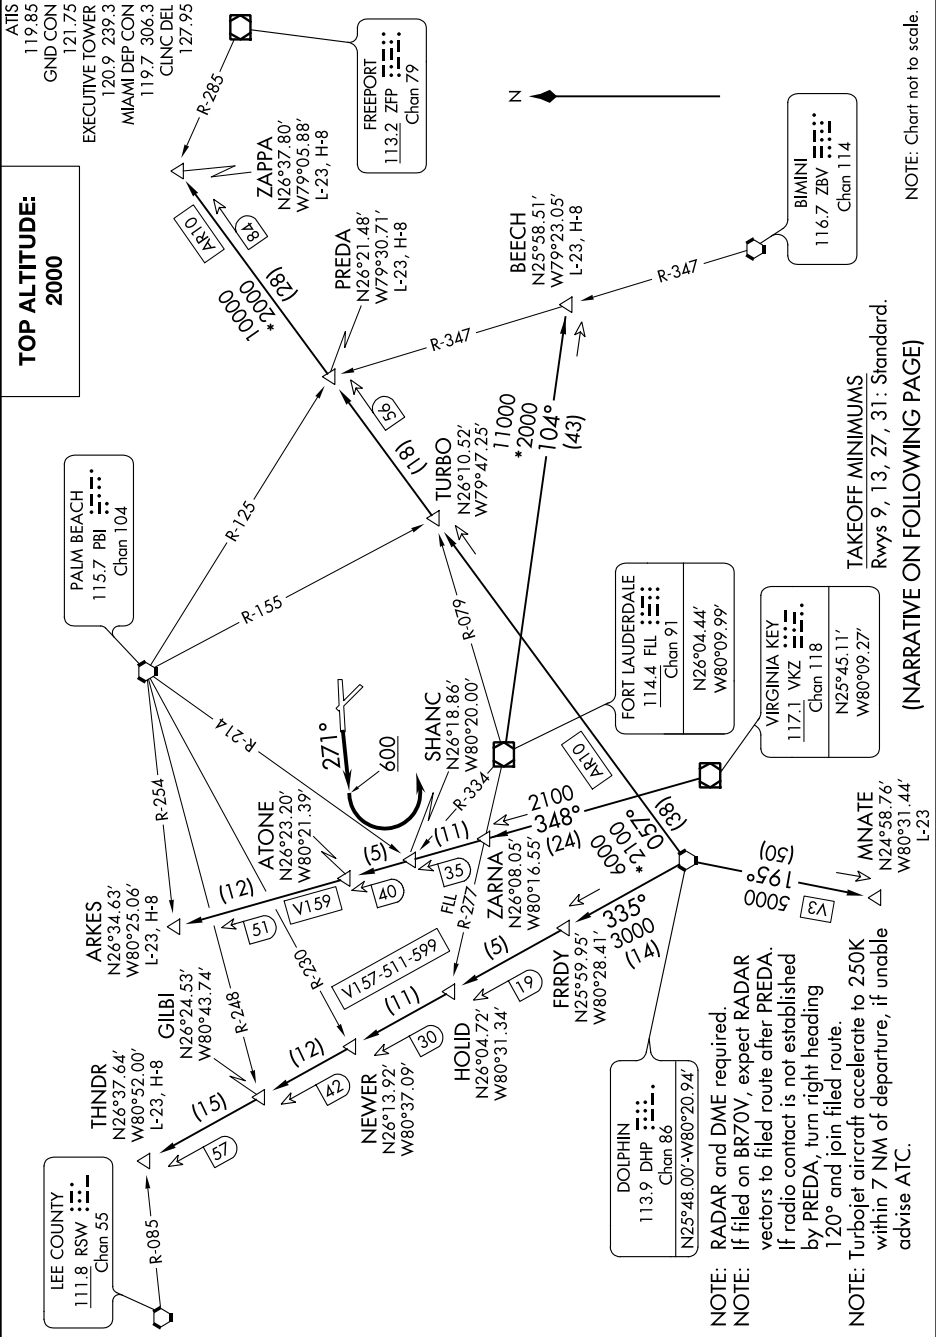 ATIS
119.85
GND CON
121.75
EXECUTIVE TOWER
120.9 239.3
MIAMI DEP CON
119.7 306.3
CLNC DEL
127.95
TOP ALTITUDE:
2000
FREEPORT
113.2 ZFP
Chan 79
R-285
ZAPPA
N26°37.80'
W79°05.88'
L-23, H-8
AR10
84
10000
*2000
(28)
PREDA
N26°21.48'
W79°30.71'
L-23, H-8
N
BEECH
N25°58.51'
W79°23.05'
L-23, H-8
BIMINI
116.7 ZBV
Chan 114
R-347
R-347
NOTE: Chart not to scale.
PALM BEACH
115.7 PBI
Chan 104
R-125
R-155
(18)
56
TURBO
N26°10.52'
W79°47.25'
11000
*2000
104°
(43)
R-079
R-214
R-254
271°
600
SHANC
N26°18.86'
W80°20.00'
R-334
FORT LAUDERDALE
114.4 FLL
Chan 91
N26°04.44'
W80°09.99'
VIRGINIA KEY
117.1 VKZ
Chan 118
N25°45.11'
W80°09.27'
TAKEOFF MINIMUMS
Rwys 9, 13, 27, 31: Standard.
(NARRATIVE ON FOLLOWING PAGE)
ARKES
N26°34.63'
W80°25.06'
L-23, H-8
(12)
51
V159
ATONE
N26°23.20'
W80°21.39'
(5)
40
(11)
35
2100
348°
(24)
ZARNA
N26°08.05'
W80°16.55'
FLL
R-277
AR10
6000
*2100
057°
(38)
GILBI
N26°24.53'
W80°43.74'
R-248
R-230
V157-511-599
THNDR
N26°37.64'
W80°52.00'
L-23, H-8
(15)
57
(12)
42
NEWER
N26°13.92'
W80°37.09'
(11)
30
HOLID
N26°04.72'
W80°31.34'
(5)
19
FRRDY
N25°59.95'
W80°28.41'
335°
3000
(14)
195°
5000
(50)
V3
MNATE
N24°58.76'
W80°31.44'
L-23
LEE COUNTY
111.8 RSW
Chan 55
R-085
DOLPHIN
113.9 DHP
Chan 86
N25°48.00'-W80°20.94'
NOTE: RADAR and DME required.
NOTE: If filed on BR70V, expect RADAR
vectors to filed route after PREDA.
If radio contact is not established
by PREDA, turn right heading
120° and join filed route.
NOTE: Turbojet aircraft accelerate to 250K
within 7 NM of departure, if unable
advise ATC.